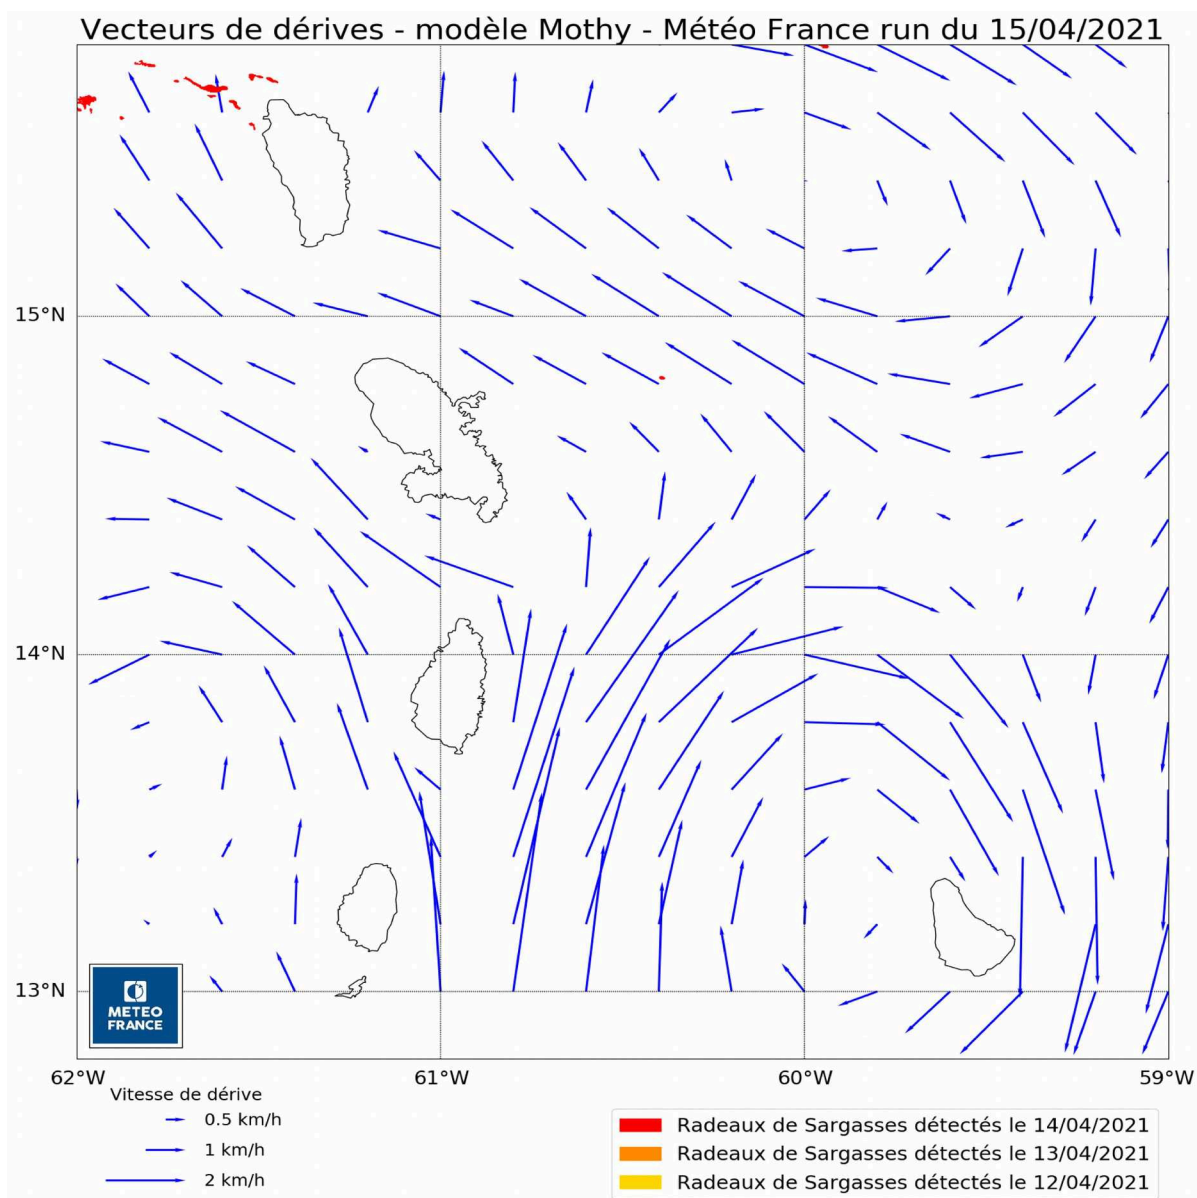 Vecteurs de dérives - modèle Mothy - Météo France run du 15/04/2021
15°N
14°N
13°N
METEO
FRANCE
62°W
61°W
60°W
59°W
Vitesse de dérive
0.5 km/h
1 km/h
2 km/h
Radeaux de Sargasses détectés le 14/04/2021
Radeaux de Sargasses détectés le 13/04/2021
Radeaux de Sargasses détectés le 12/04/2021